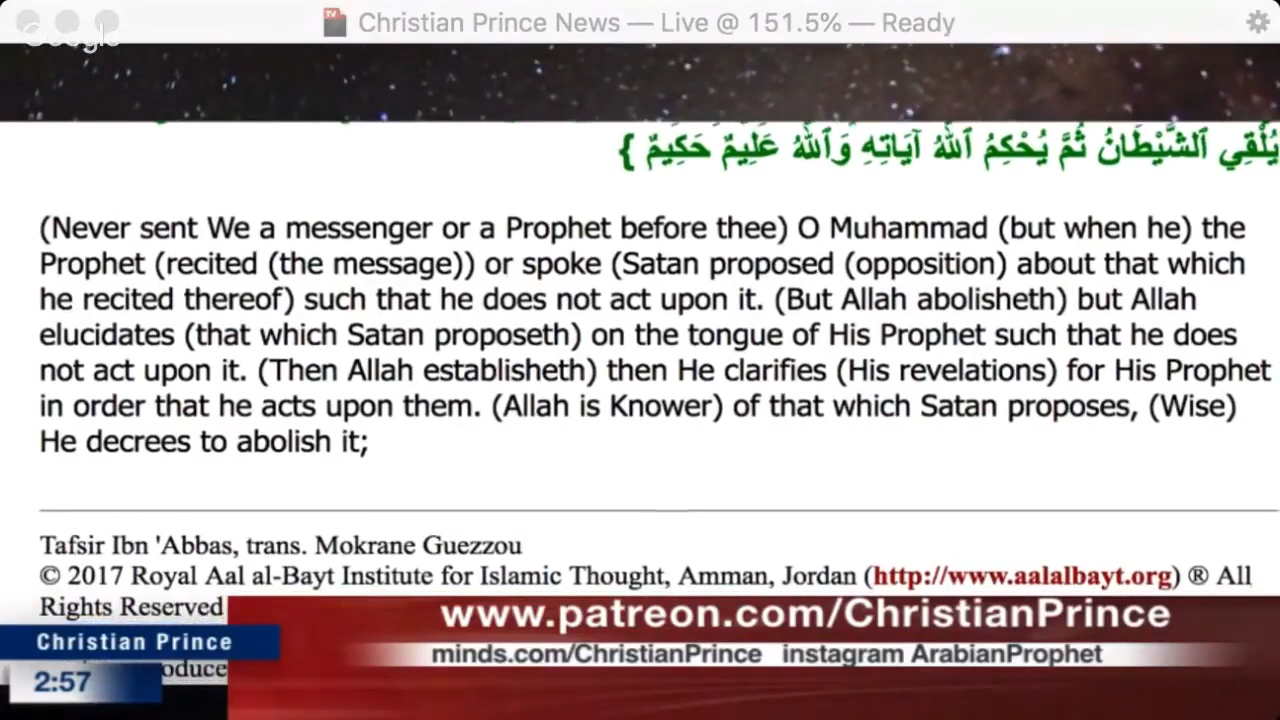 Christian Prince News — Live @ 151.5% — Ready
Google
يُلْقِي ٱلشَّيْطَانُ ثُمَّ يُحْكِمُ ٱللَّهُ آيَاتِهِ وَٱللَّهُ عَلِيمٌ حَكِيمٌ }
(Never sent We a messenger or a Prophet before thee) O Muhammad (but when he) the
Prophet (recited (the message)) or spoke (Satan proposed (opposition) about that which
he recited thereof) such that he does not act upon it. (But Allah abolisheth) but Allah
elucidates (that which Satan proposeth) on the tongue of His Prophet such that he does
not act upon it. (Then Allah establisheth) then He clarifies (His revelations) for His Prophet
in order that he acts upon them. (Allah is Knower) of that which Satan proposes, (Wise)
He decrees to abolish it;
Tafsir Ibn 'Abbas, trans. Mokrane Guezzou
© 2017 Royal Aal al-Bayt Institute for Islamic Thought, Amman, Jordan (http://www.aalalbayt.org) ® All
Rights Reserved
www.patreon.com/ChristianPrince
Christian Prince
minds.com/ChristianPrince instagram ArabianProphet
2:57